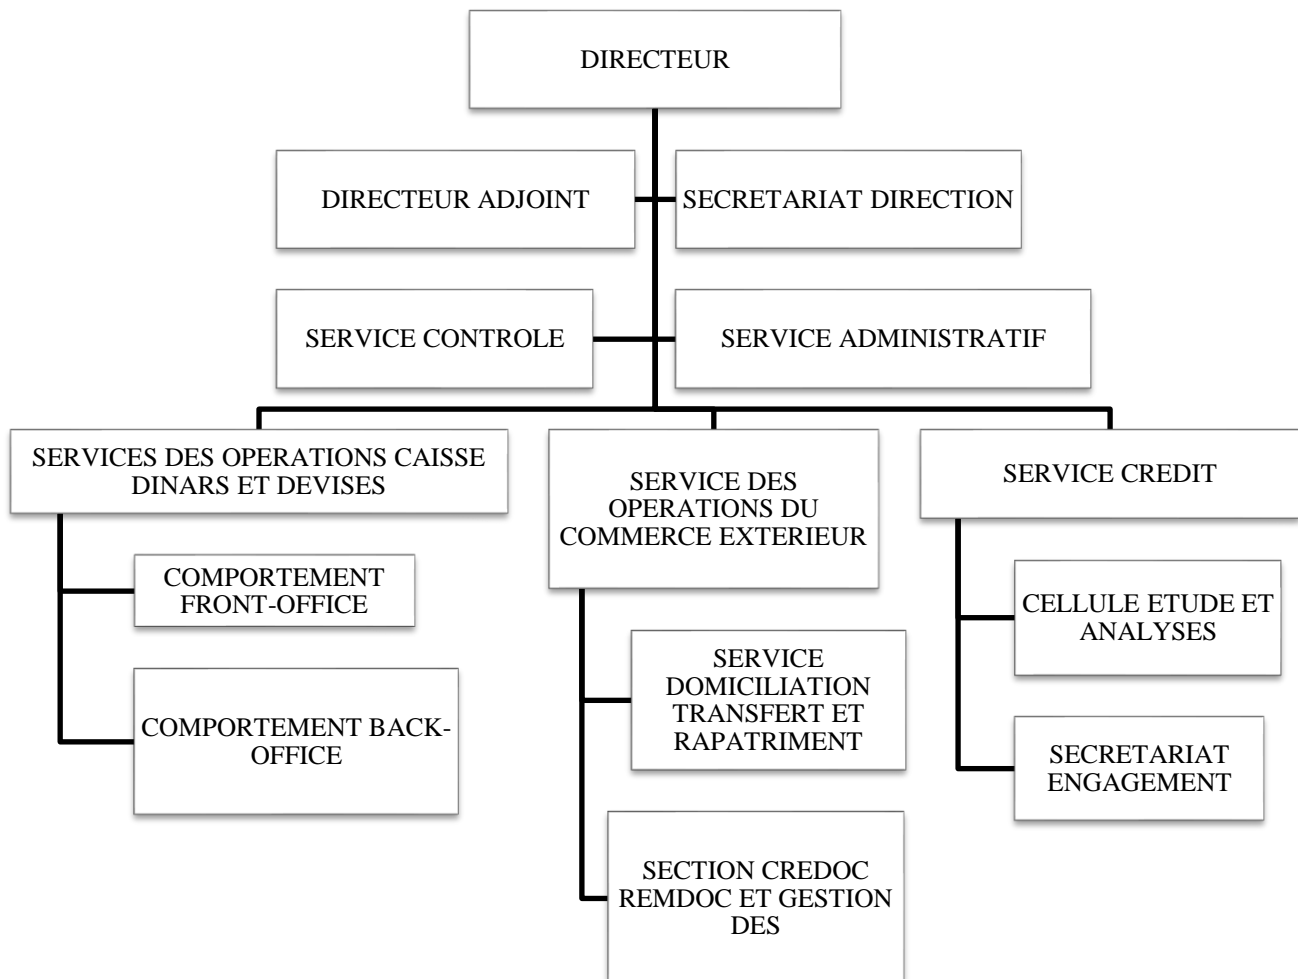 DIRECTEUR
DIRECTEUR ADJOINT
SECRETARIAT DIRECTION
SERVICE CONTROLE
SERVICE ADMINISTRATIF
SERVICES DES OPERATIONS CAISSE
DINARS ET DEVISES
COMPORTEMENT
FRONT-OFFICE
COMPORTEMENT BACK-
OFFICE
SERVICE DES
OPERATIONS DU
COMMERCE EXTERIEUR
SERVICE
DOMICILIATION
TRANSFERT ET
RAPATRIMENT
SECTION CREDOC
REMDOC ET GESTION
DES
SERVICE CREDIT
CELLULE ETUDE ET
ANALYSES
SECRETARIAT
ENGAGEMENT